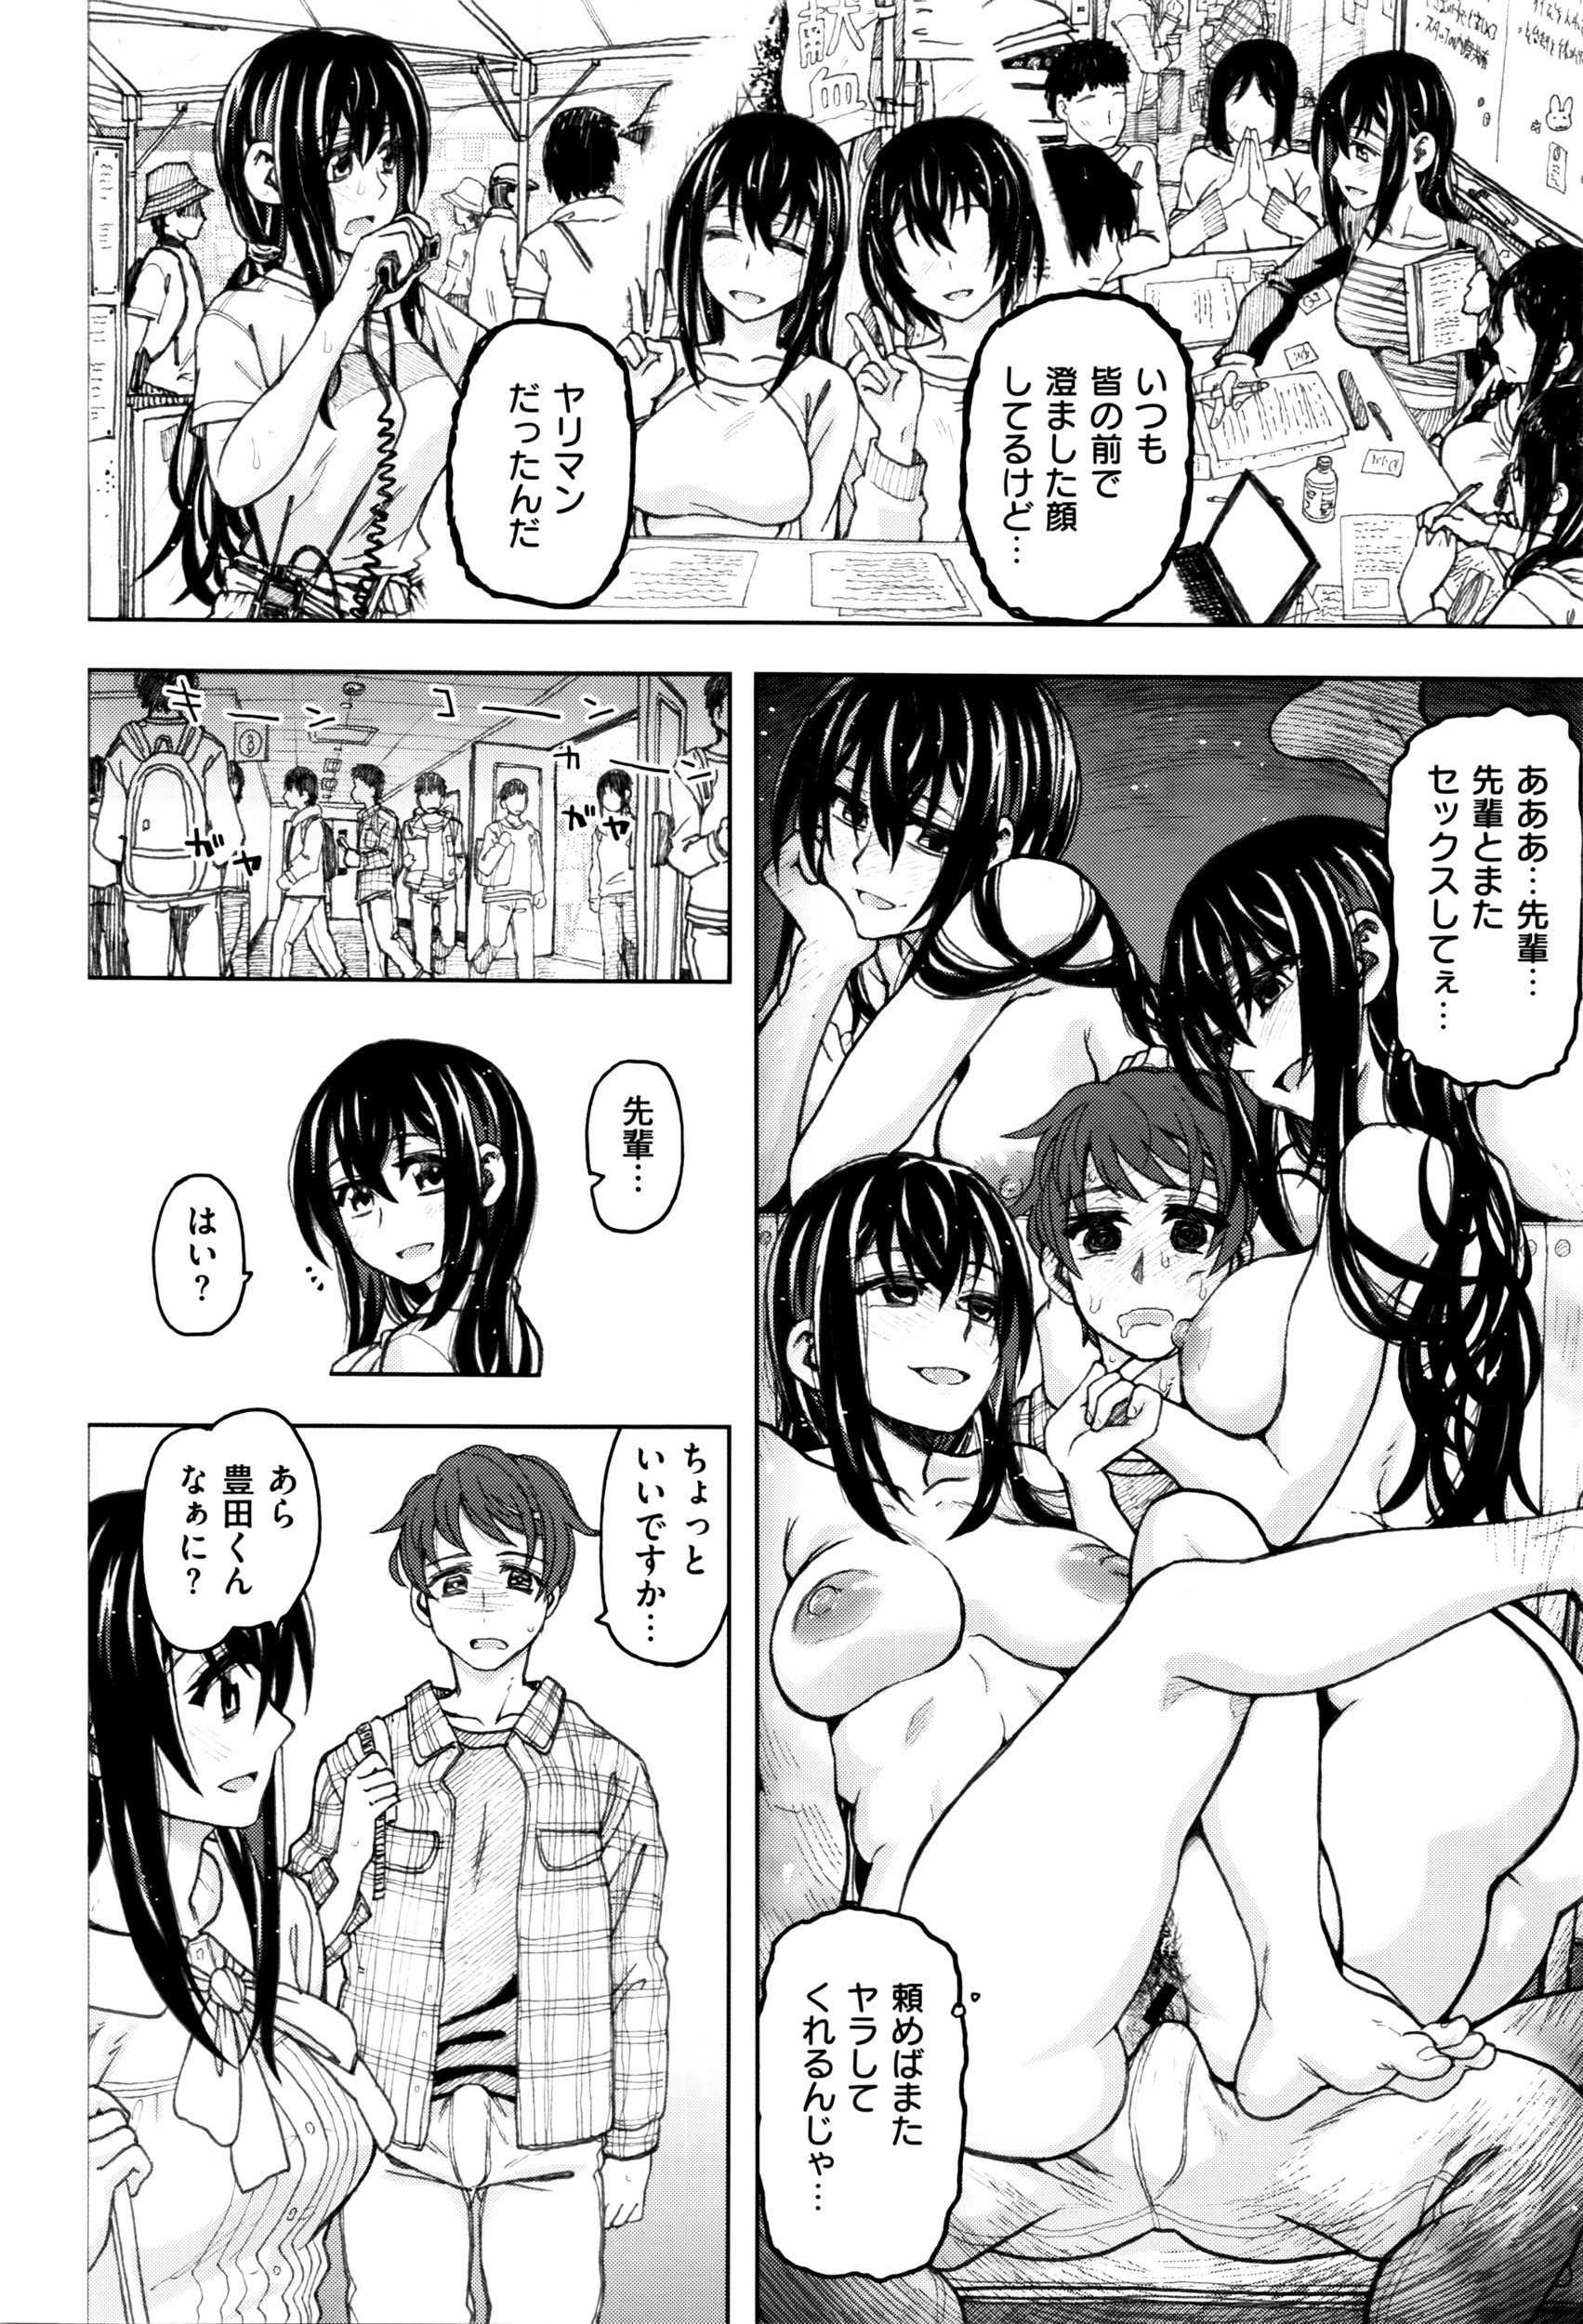 献血
いつも
皆の前で
澄ました顔
してるけど…
ヤリマン
だったんだ
あああ…先輩…
先輩とまた
セックスしてぇ…
頼めばまた
ヤラして
くれるんじゃ…
キーンコーンカーン
ガヤ
ガヤ
先輩…
はい？
ちょっと
いいですか…
あら
豊田くん
なぁに？